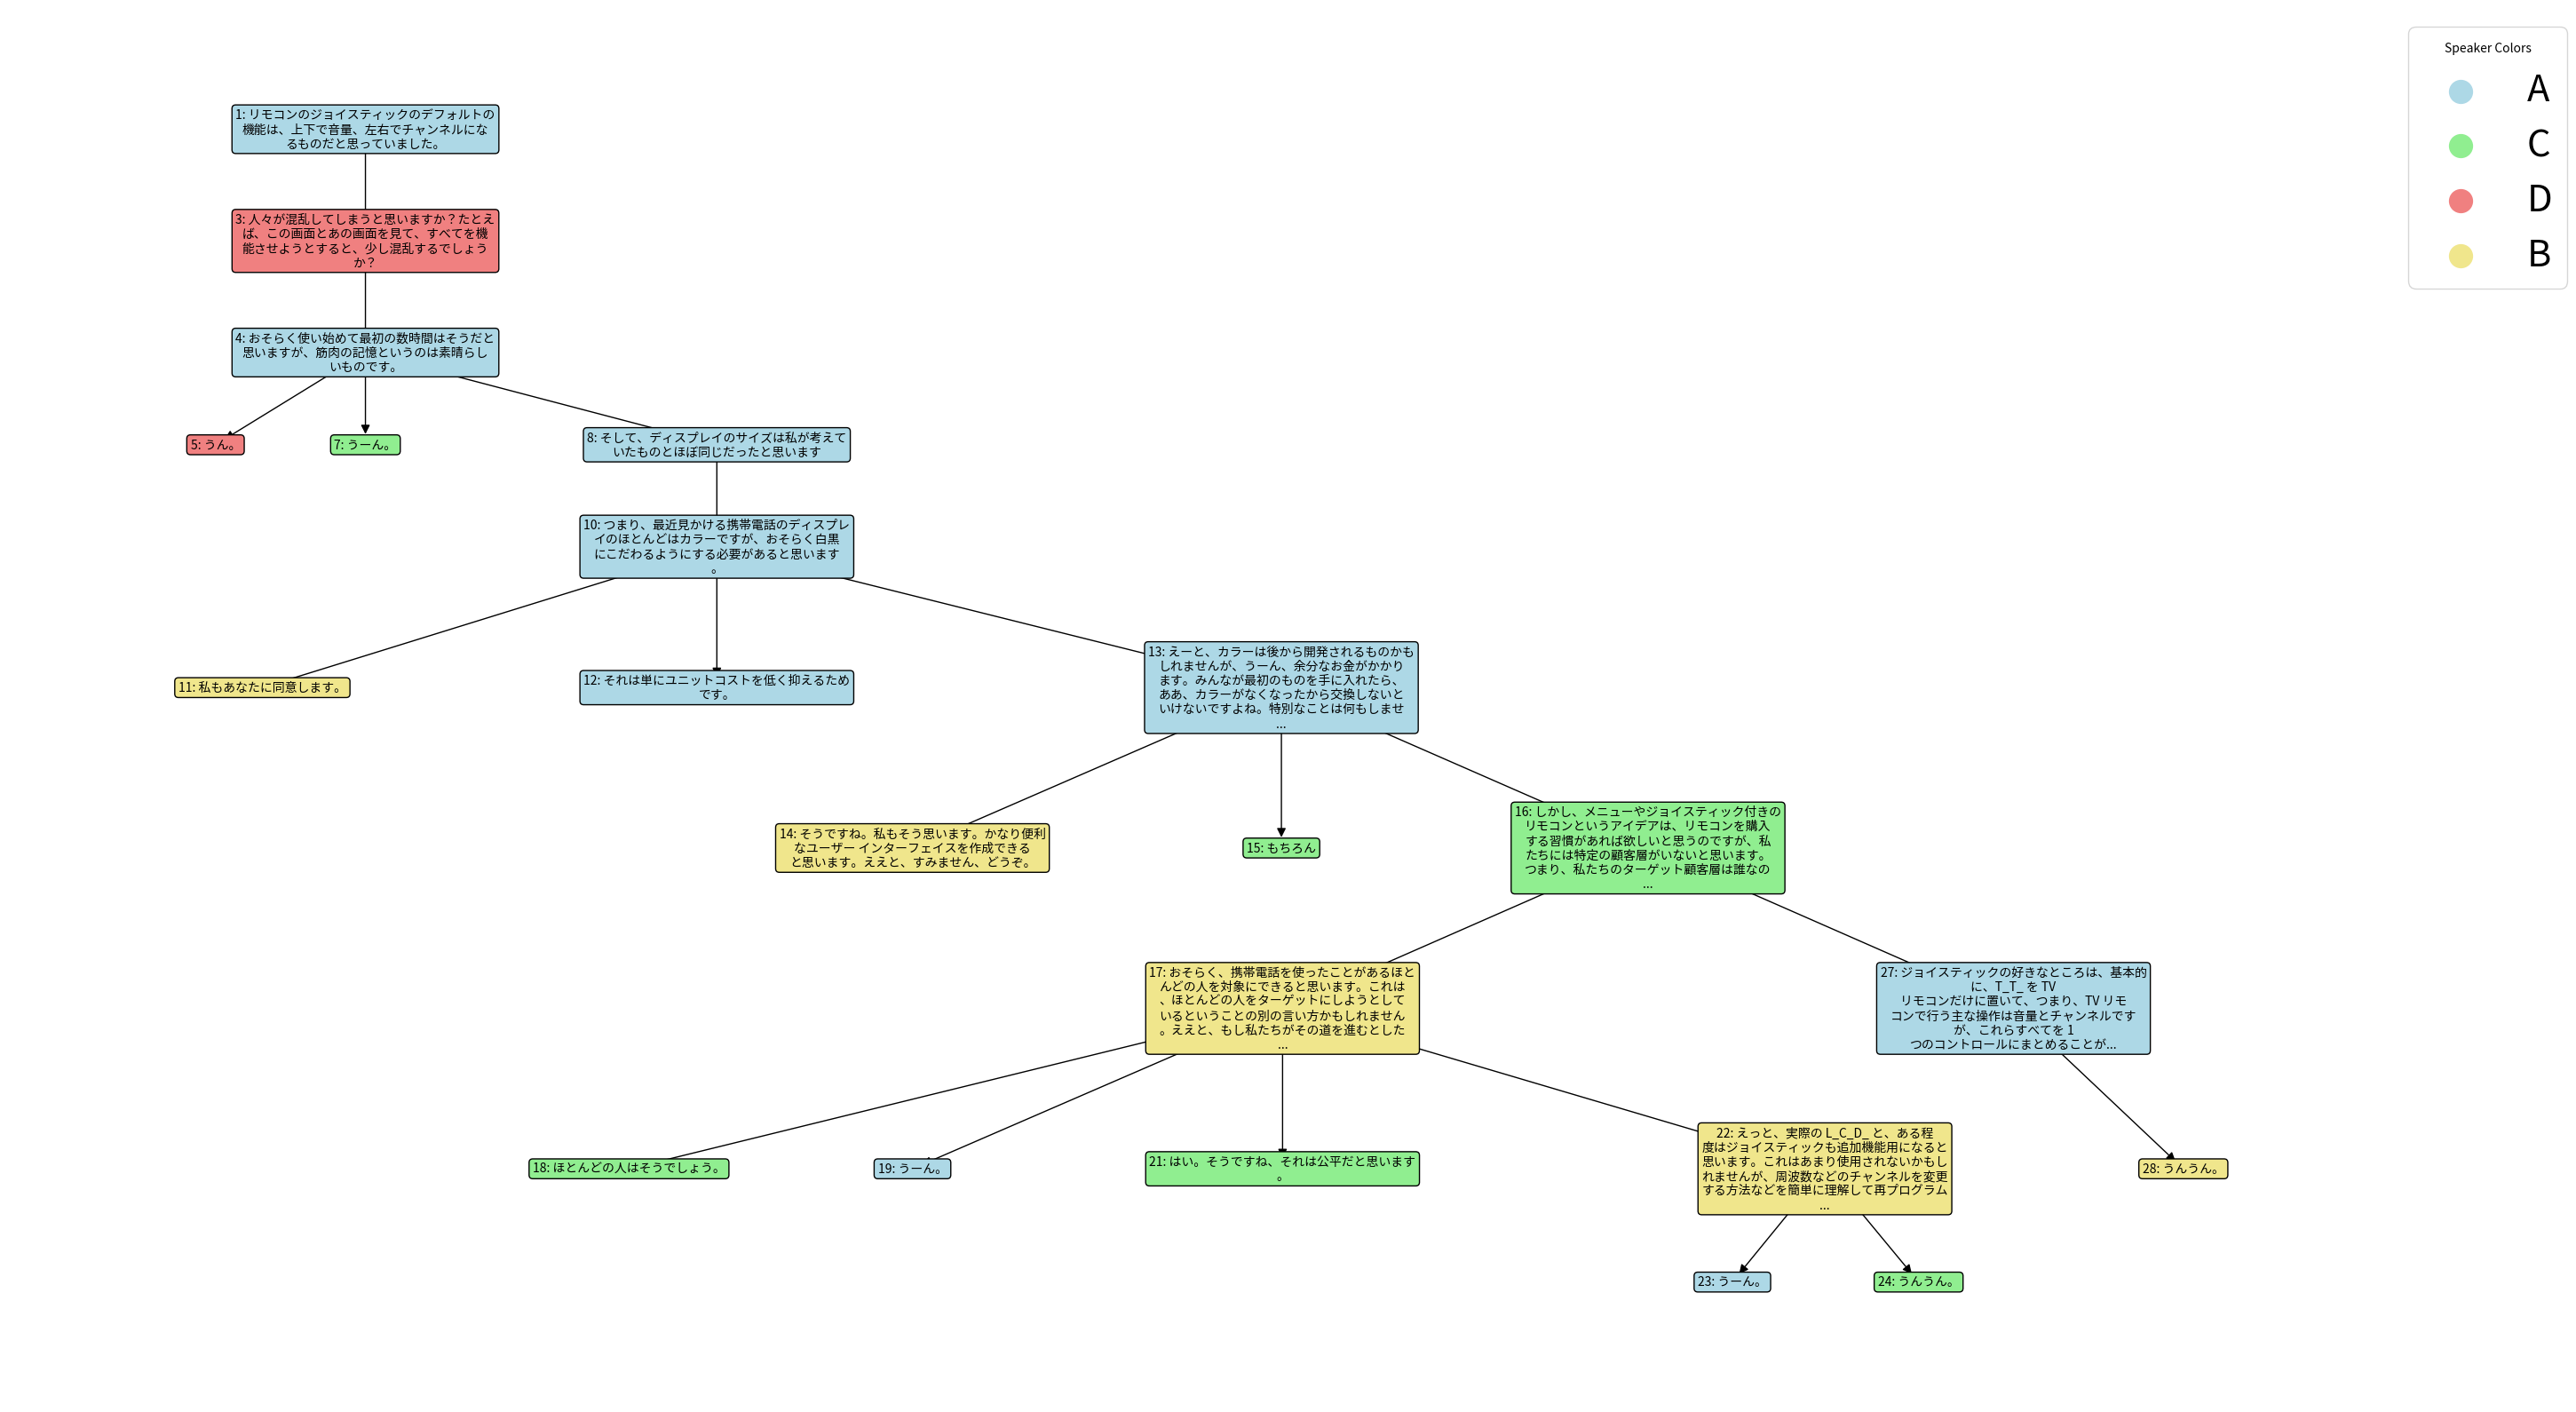 Speaker Colors
A
C
D
B
1: リモコンのジョイスティックのデフォルトの
機能は、上下で音量、左右でチャンネルにな
るものだと思っていました。
3: 人々が混乱してしまうと思いますか？たとえ
ば、この画面とあの画面を見て、すべてを機
能させようとすると、少し混乱するでしょう
か？
4: おそらく使い始めて最初の数時間はそうだと
思いますが、筋肉の記憶というのは素晴らし
いものです。
5: うん。
7: うーん。
8: そして、ディスプレイのサイズは私が考えて
いたものとほぼ同じだったと思います
10: つまり、最近見かける携帯電話のディスプレ
イのほとんどはカラーですが、おそらく白黒
にこだわるようにする必要があると思います
。
11: 私もあなたに同意します。
12: それは単にユニットコストを低く抑えるため
です。
13: えーと、カラーは後から開発されるものかも
しれませんが、うーん、余分なお金がかかり
ます。みんなが最初のものを手に入れたら、
ああ、カラーがなくなったから交換しないと
いけないですよね。特別なことは何もしませ
...
14: そうですね。私もそう思います。かなり便利
なユーザー インターフェイスを作成できる
と思います。ええと、すみません、どうぞ。
15: もちろん
16: しかし、メニューやジョイスティック付きの
リモコンというアイデアは、リモコンを購入
する習慣があれば欲しいと思うのですが、私
たちには特定の顧客層がいないと思います。
つまり、私たちのターゲット顧客層は誰なの
...
17: おそらく、携帯電話を使ったことがあるほと
んどの人を対象にできると思います。これは
、ほとんどの人をターゲットにしようとして
いるということの別の言い方かもしれません
。ええと、もし私たちがその道を進むとした
...
27: ジョイスティックの好きなところは、基本的
に、T_T_ を TV
リモコンだけに置いて、つまり、TV リモ
コンで行う主な操作は音量とチャンネルです
が、これらすべてを 1
つのコントロールにまとめることが...
18: ほとんどの人はそうでしょう。
19: うーん。
21: はい。そうですね、それは公平だと思います
。
22: えっと、実際の L_C_D_ と、ある程
度はジョイスティックも追加機能用になると
思います。これはあまり使用されないかもし
れませんが、周波数などのチャンネルを変更
する方法などを簡単に理解して再プログラム
...
28: うんうん。
23: うーん。
24: うんうん。